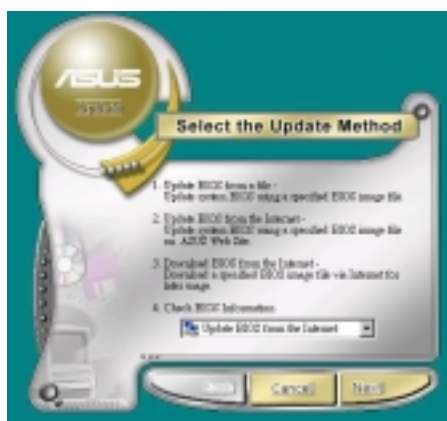 ASUS
Update
Select the Update Method
1. Update BIOS from a file -
Update system BIOS using a specified BIOS image file.
2. Update BIOS from the Internet -
Update system BIOS using a specified BIOS image file
on ASUS Web Site.
3. Download BIOS from the Internet -
Download a specified BIOS image file via Internet for
later usage.
4. Check BIOS Information
Update BIOS from the Internet
Cancel
Next